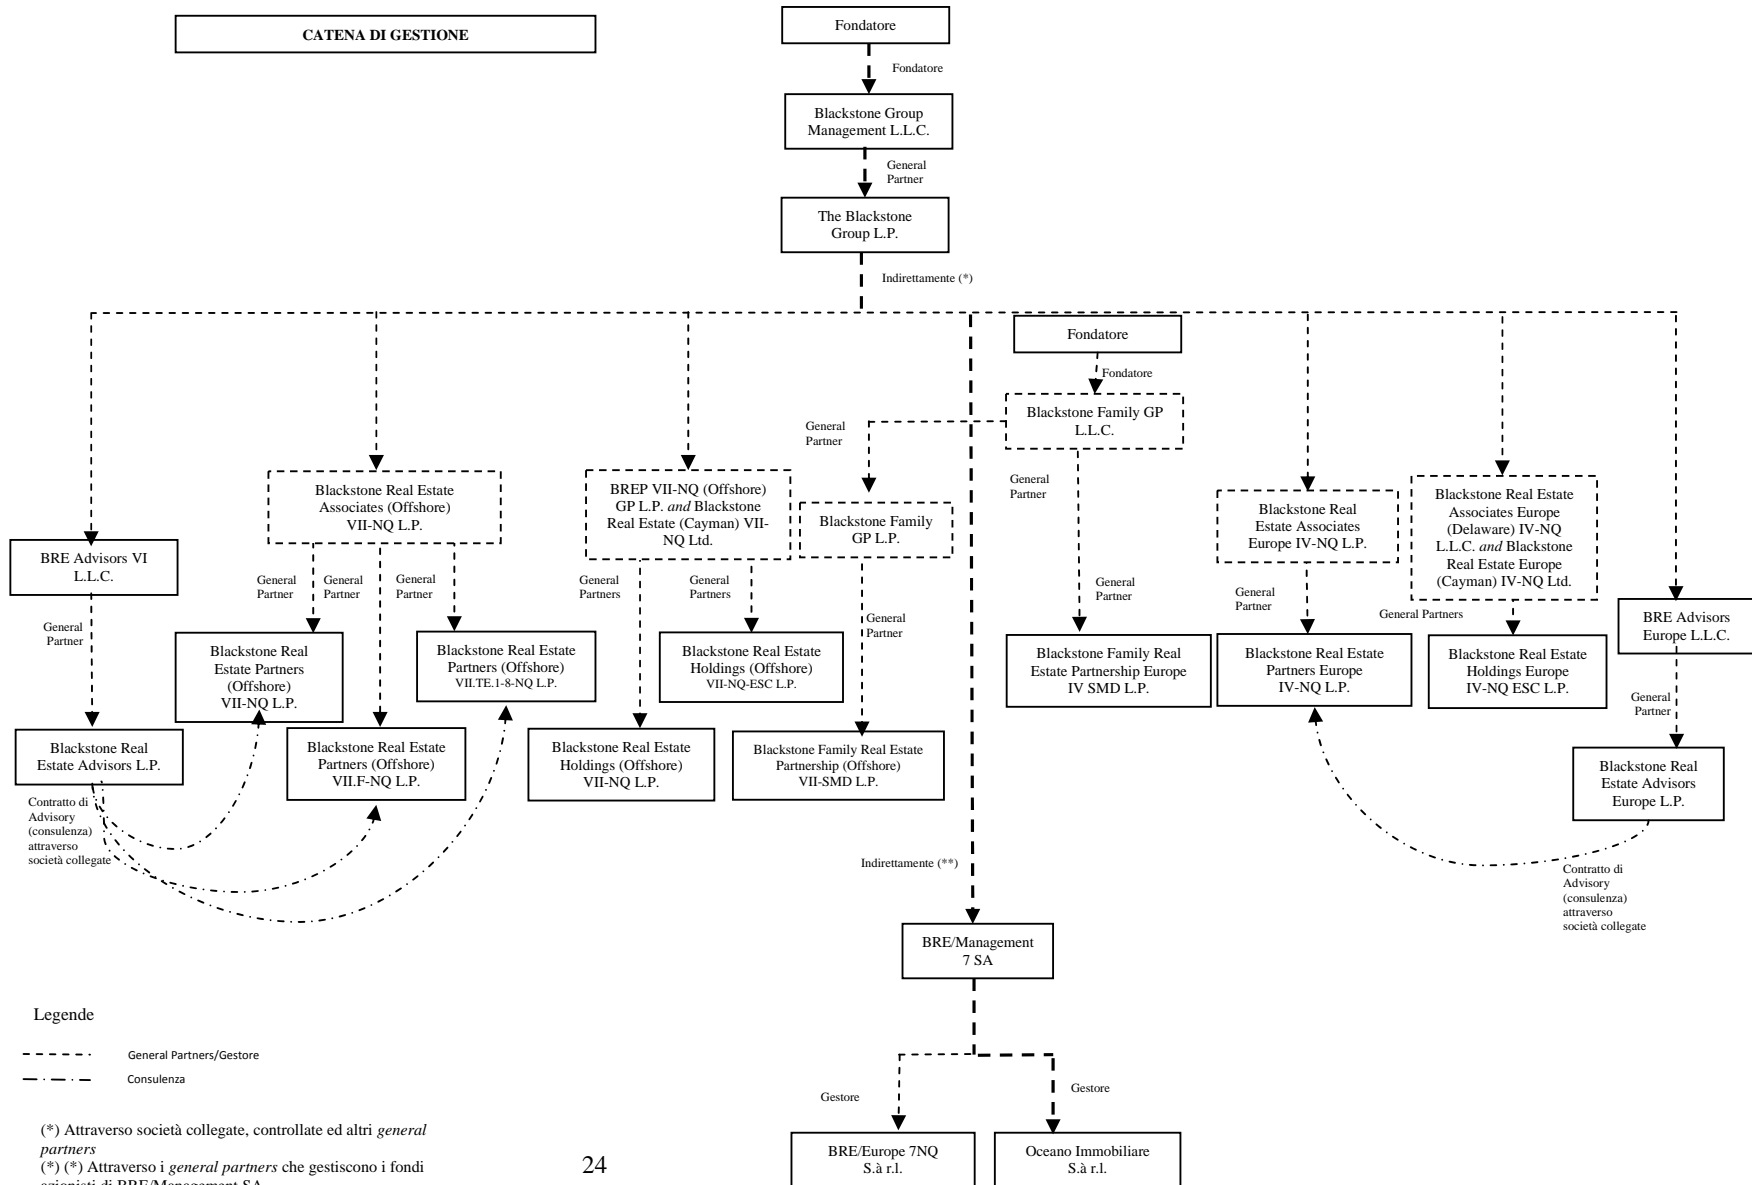 CATENA DI GESTIONE
Fondatore
Fondatore
Blackstone Group
Management L.L.C.
General
Partner
The Blackstone
Group L.P.
Indirettamente (*)
Fondatore
Fondatore
Blackstone Family GP
L.L.C.
General
Partner
General
Partner
Blackstone Real Estate
Associates (Offshore)
VII-NQ L.P.
BREP VII-NQ (Offshore)
GP L.P. and Blackstone
Real Estate (Cayman) VII-
NQ Ltd.
Blackstone Family
GP L.P.
Blackstone Real
Estate Associates
Europe IV-NQ L.P.
Blackstone Real Estate
Associates Europe
(Delaware) IV-NQ
L.L.C. and Blackstone
Real Estate Europe
(Cayman) IV-NQ Ltd.
BRE Advisors VI
L.L.C.
General
Partner
General
Partner
General
Partner
General
Partner
General
Partners
General
Partners
General
Partner
General
Partner
General
Partner
General Partners
BRE Advisors
Europe L.L.C.
Blackstone Real
Estate Partners
(Offshore)
VII-NQ L.P.
Blackstone Real Estate
Partners (Offshore)
VII.TE.1-8-NQ L.P.
Blackstone Real Estate
Holdings (Offshore)
VII-NQ-ESC L.P.
Blackstone Family Real
Estate Partnership Europe
IV SMD L.P.
Blackstone Real Estate
Partners Europe
IV-NQ L.P.
Blackstone Real Estate
Holdings Europe
IV-NQ ESC L.P.
General
Partner
Blackstone Real
Estate Advisors L.P.
Blackstone Real Estate
Partners (Offshore)
VII.F-NQ L.P.
Blackstone Real Estate
Holdings (Offshore)
VII-NQ L.P.
Blackstone Family Real Estate
Partnership (Offshore)
VII-SMD L.P.
Blackstone Real
Estate Advisors
Europe L.P.
Contratto di
Advisory
(consulenza)
attraverso
società collegate
Indirettamente (**)
Contratto di
Advisory
(consulenza)
attraverso
società collegate
BRE/Management
7 SA
Legende
General Partners/Gestore
Consulenza
Gestore
Gestore
BRE/Europe 7NQ
S.à r.l.
Oceano Immobiliare
S.à r.l.
(*) Attraverso società collegate, controllate ed altri general
partners
(*) (*) Attraverso i general partners che gestiscono i fondi
azionisti di BRE/Management SA
24